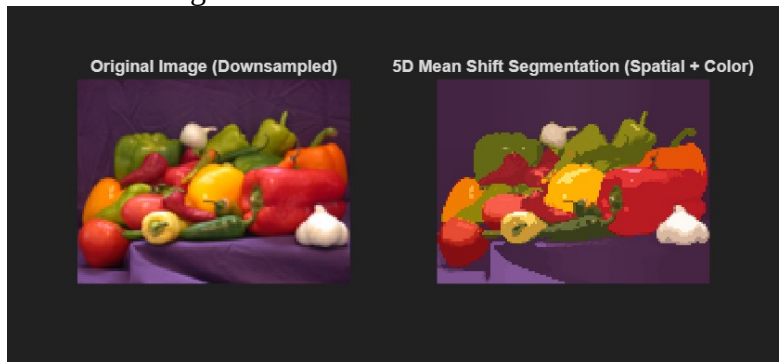 Original Image (Downsampled)
5D Mean Shift Segmentation (Spatial + Color)